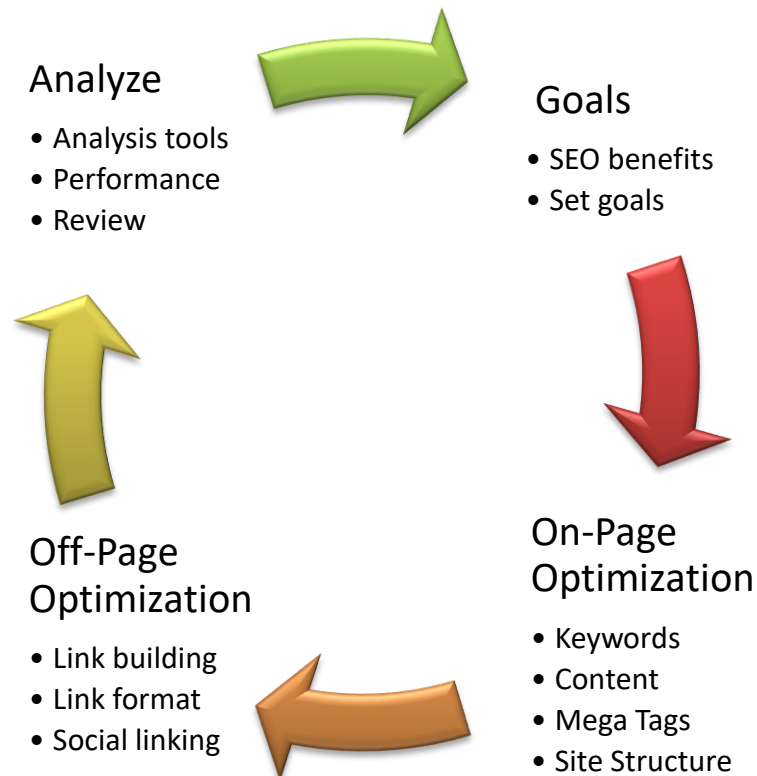 Analyze
• Analysis tools
• Performance
• Review
Goals
• SEO benefits
• Set goals
On-Page
Optimization
• Keywords
• Content
• Mega Tags
• Site Structure
Off-Page
Optimization
• Link building
• Link format
• Social linking